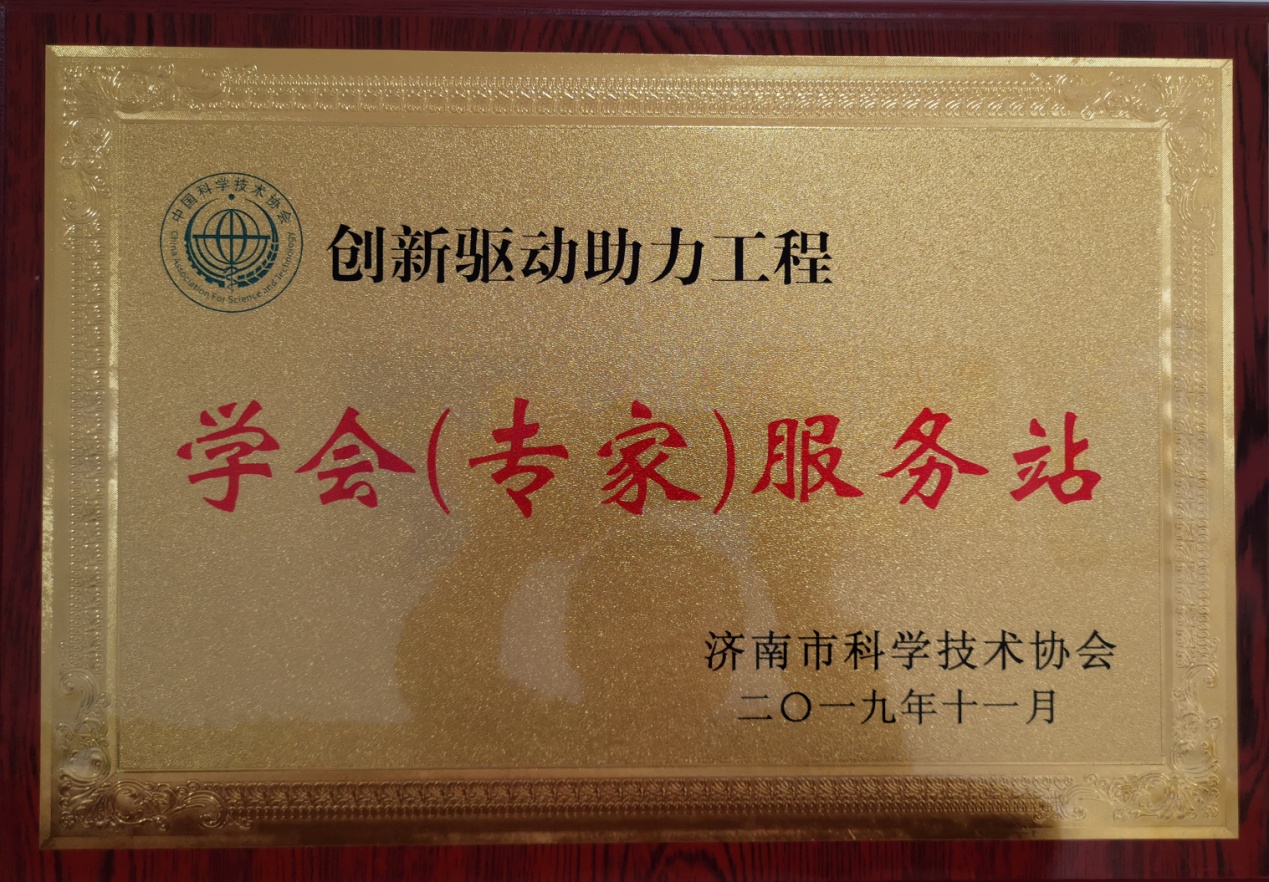 中国科学技术协会
China Association For Science and Technology
创新驱动助力工程
学会(专家)服务站
济南市科学技术协会
二〇一九年十一月